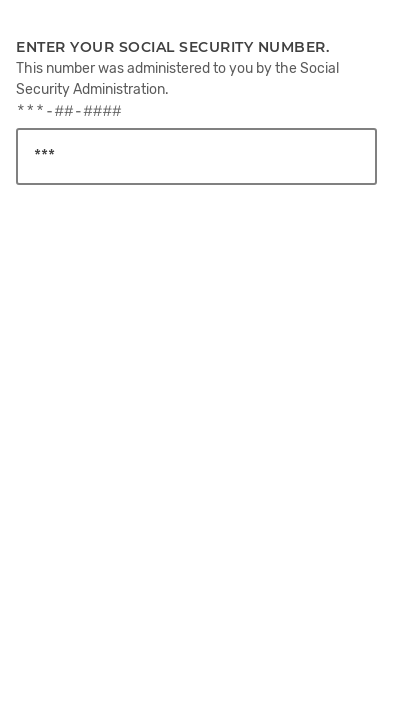 ENTER YOUR SOCIAL SECURITY NUMBER.
This number was administered to you by the Social
Security Administration.
***-##-####
***